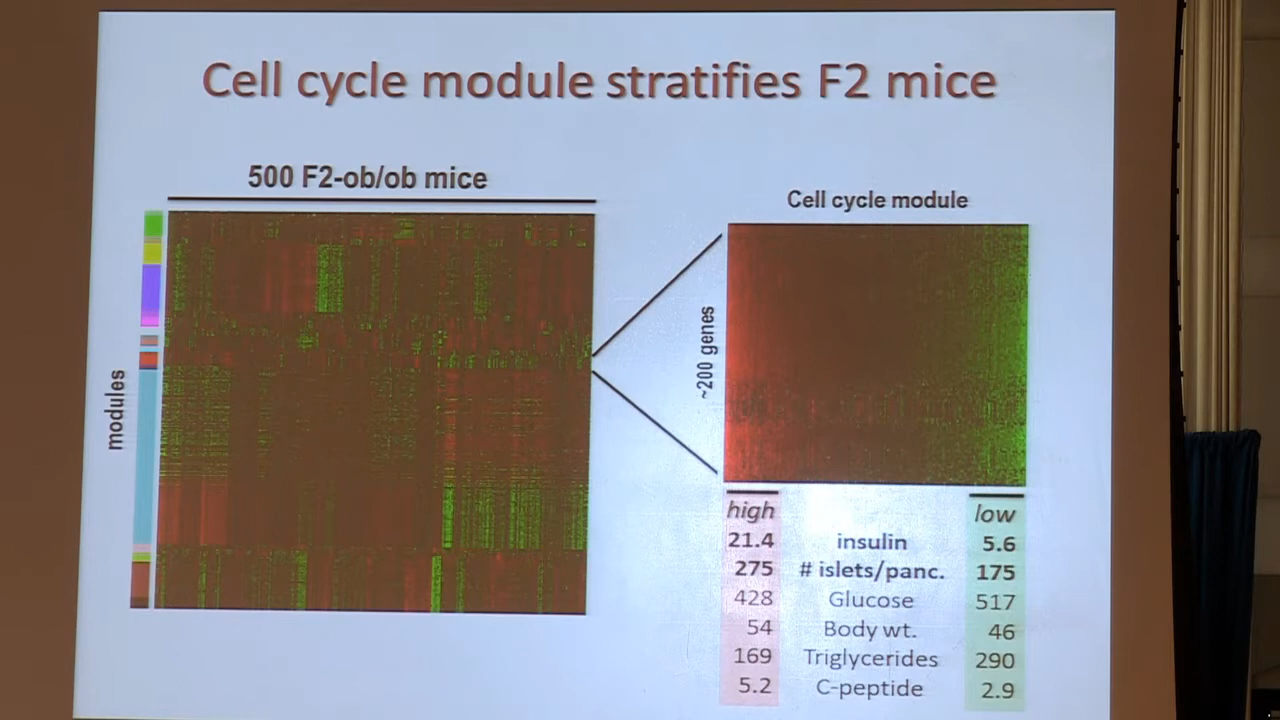 Cell cycle module stratifies F2 mice
500 F2-ob/ob mice
modules
Cell cycle module
~200 genes
high low
21.4 insulin 5.6
275 # islets/panc. 175
428 Glucose 517
54 Body wt. 46
169 Triglycerides 290
5.2 C-peptide 2.9